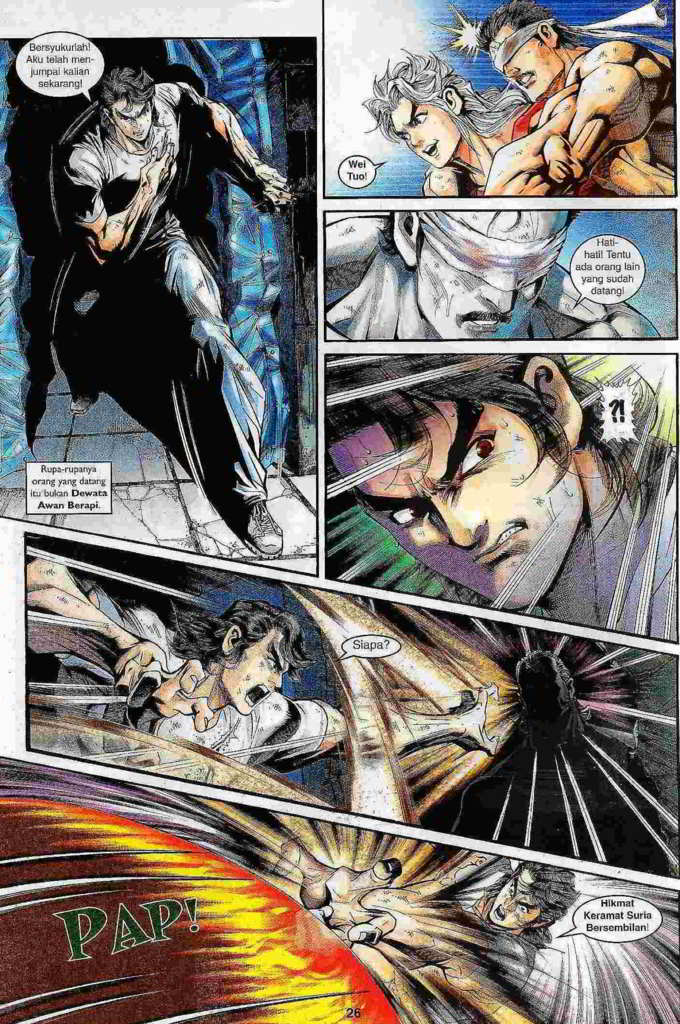 Bersyukurlah!
Aku telah men-
jumpai kalian
sekarang!
Rupa-rupanya
orang yang datang
itu bukan Dewata
Awan Berapi.
Wei
Tuo!
Hati-
hati! Tentu
ada orang lain
yang sudah
datang!
?!
Siapa?
PAP!
Hikmat
Keramat Suria
Bersembilan!
26